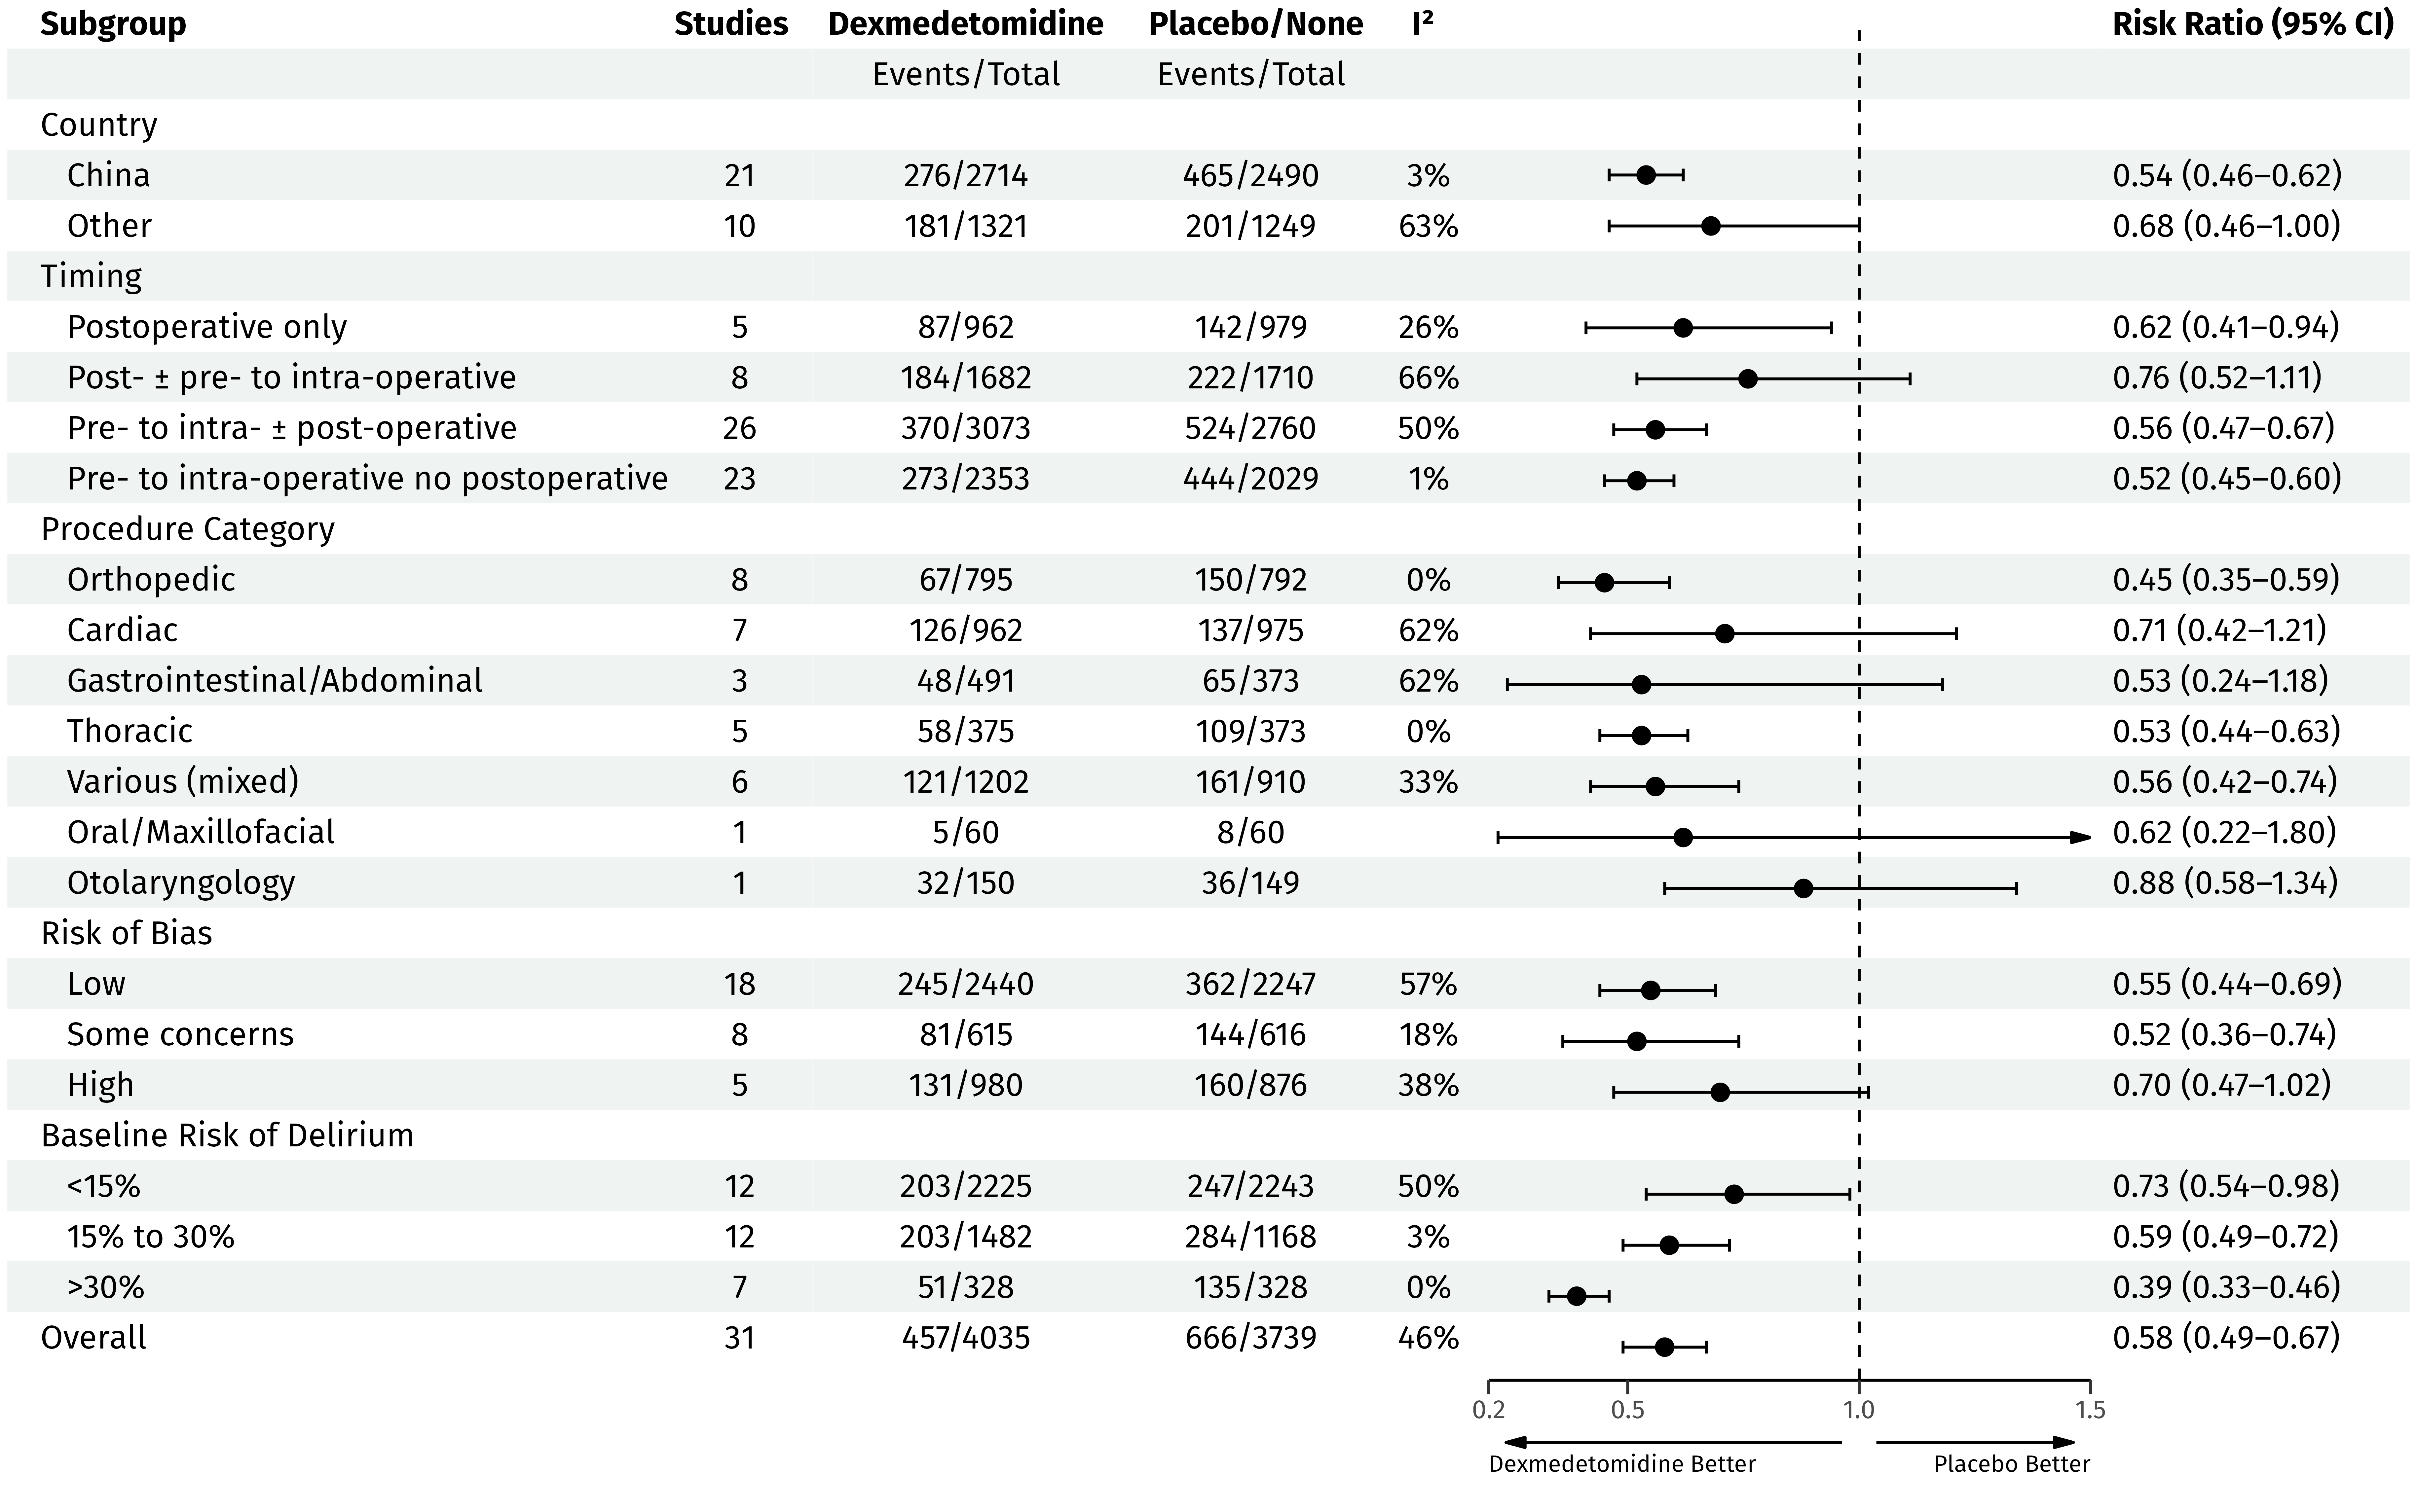 Subgroup Studies Dexmedetomidine Placebo/None I² Risk Ratio (95% CI)
Events/Total Events/Total
Country
China 21 276/2714 465/2490 3% 0.54 (0.46–0.62)
Other 10 181/1321 201/1249 63% 0.68 (0.46–1.00)
Timing
Postoperative only 5 87/962 142/979 26% 0.62 (0.41–0.94)
Post- ± pre- to intra-operative 8 184/1682 222/1710 66% 0.76 (0.52–1.11)
Pre- to intra- ± post-operative 26 370/3073 524/2760 50% 0.56 (0.47–0.67)
Pre- to intra-operative no postoperative 23 273/2353 444/2029 1% 0.52 (0.45–0.60)
Procedure Category
Orthopedic 8 67/795 150/792 0% 0.45 (0.35–0.59)
Cardiac 7 126/962 137/975 62% 0.71 (0.42–1.21)
Gastrointestinal/Abdominal 3 48/491 65/373 62% 0.53 (0.24–1.18)
Thoracic 5 58/375 109/373 0% 0.53 (0.44–0.63)
Various (mixed) 6 121/1202 161/910 33% 0.56 (0.42–0.74)
Oral/Maxillofacial 1 5/60 8/60 0.62 (0.22–1.80)
Otolaryngology 1 32/150 36/149 0.88 (0.58–1.34)
Risk of Bias
Low 18 245/2440 362/2247 57% 0.55 (0.44–0.69)
Some concerns 8 81/615 144/616 18% 0.52 (0.36–0.74)
High 5 131/980 160/876 38% 0.70 (0.47–1.02)
Baseline Risk of Delirium
<15% 12 203/2225 247/2243 50% 0.73 (0.54–0.98)
15% to 30% 12 203/1482 284/1168 3% 0.59 (0.49–0.72)
>30% 7 51/328 135/328 0% 0.39 (0.33–0.46)
Overall 31 457/4035 666/3739 46% 0.58 (0.49–0.67)
0.2 0.5 1.0 1.5
Dexmedetomidine Better Placebo Better